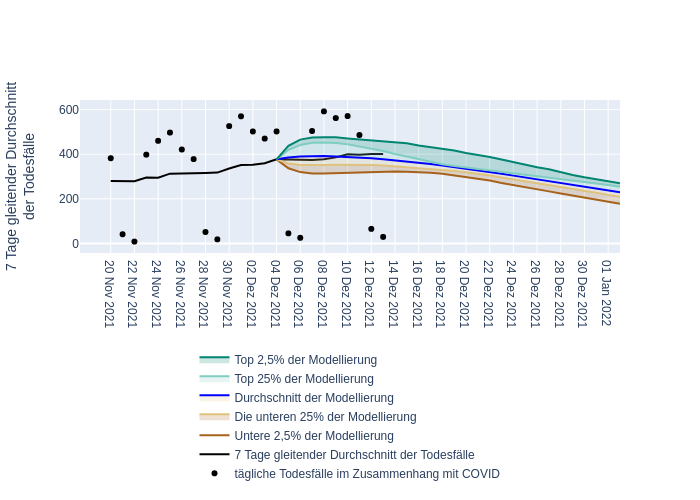 7 Tage gleitender Durchschnitt
der Todesfälle
600
400
200
0
20 Nov 2021
22 Nov 2021
24 Nov 2021
26 Nov 2021
28 Nov 2021
30 Nov 2021
02 Dez 2021
04 Dez 2021
06 Dez 2021
08 Dez 2021
10 Dez 2021
12 Dez 2021
14 Dez 2021
16 Dez 2021
18 Dez 2021
20 Dez 2021
22 Dez 2021
24 Dez 2021
26 Dez 2021
28 Dez 2021
30 Dez 2021
01 Jan 2022
Top 2,5% der Modellierung
Top 25% der Modellierung
Durchschnitt der Modellierung
Die unteren 25% der Modellierung
Untere 2,5% der Modellierung
7 Tage gleitender Durchschnitt der Todesfälle
tägliche Todesfälle im Zusammenhang mit COVID